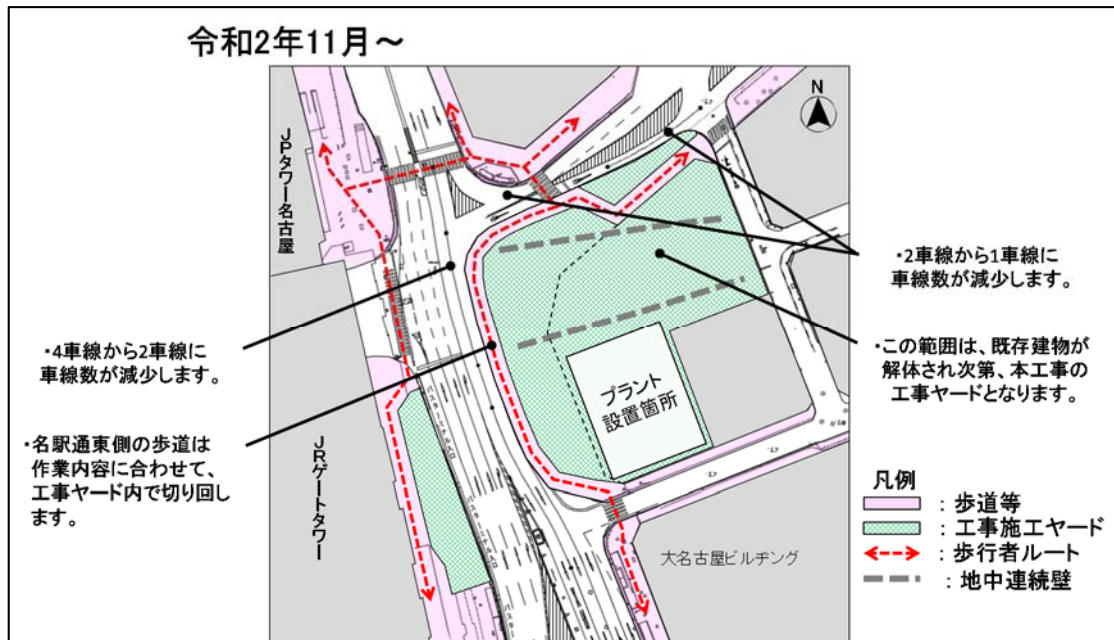 令和2年11月～
N
JPタワー名古屋
・2車線から1車線に
車線数が減少します。
・4車線から2車線に
車線数が減少します。
・この範囲は、既存建物が
解体され次第、本工事の
工事ヤードとなります。
プラント
設置箇所
・名駅通東側の歩道は
作業内容に合わせて、
工事ヤード内で切り回し
ます。
JRゲートタワー
大名古屋ビルヂング
凡例
：歩道等
：工事施工ヤード
：歩行者ルート
：地中連続壁